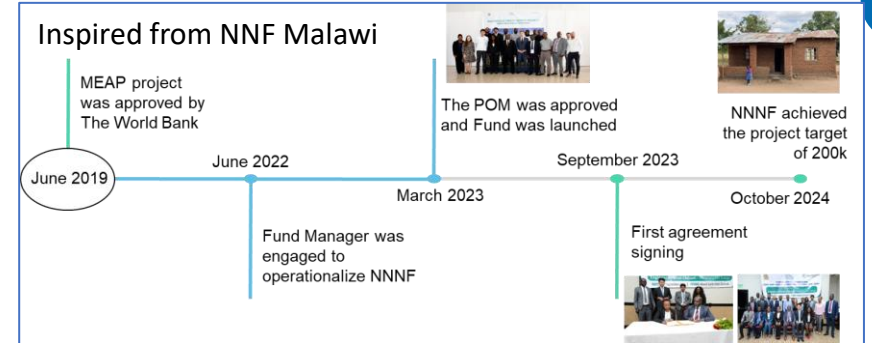 Inspired from NNF Malawi
MEAP project
was approved by
The World Bank
June 2019
June 2022
Fund Manager was
engaged to
operationalize NNNF
The POM was approved
and Fund was launched
March 2023
September 2023
First agreement
signing
NNNF achieved
the project target
of 200k
October 2024